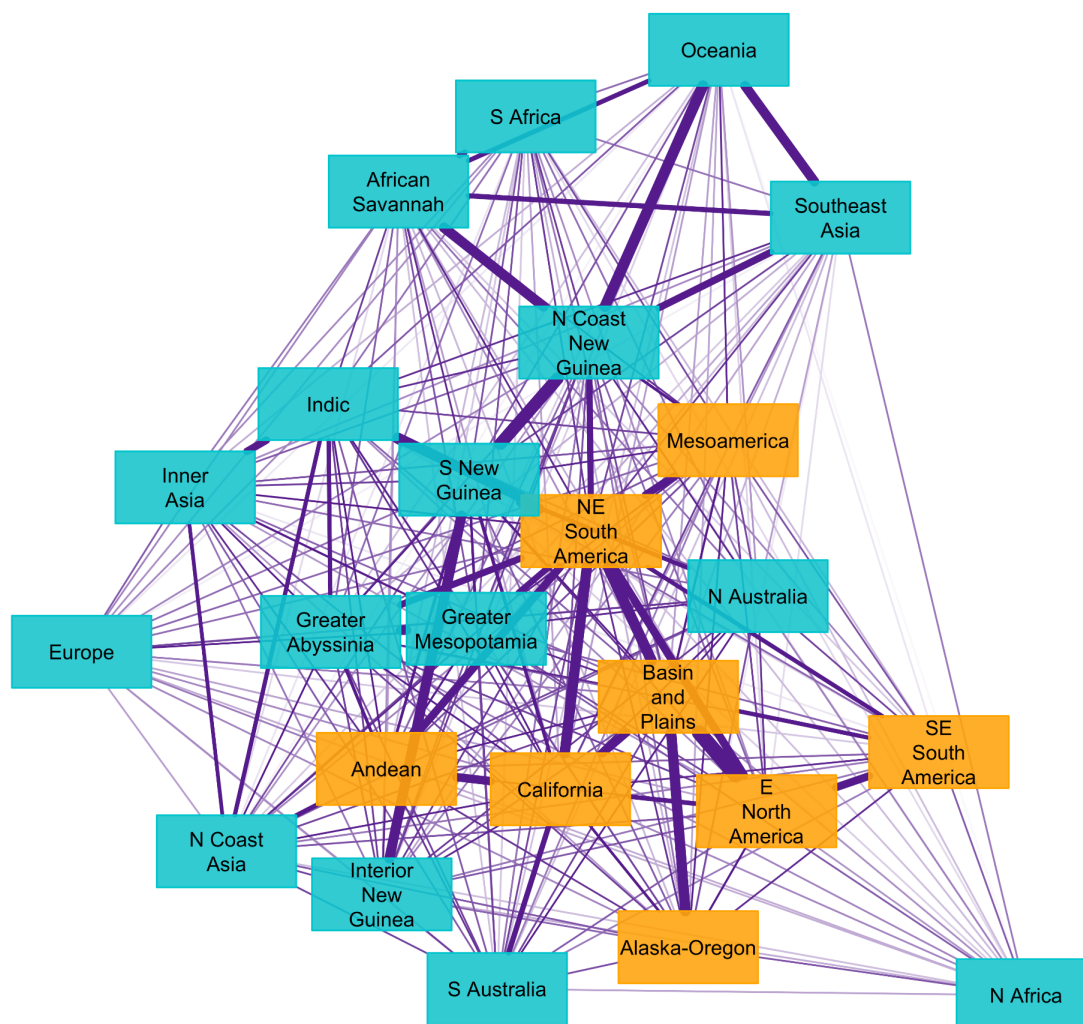 Oceania
S Africa
African
Savannah
Southeast
Asia
N Coast
New
Guinea
Indic
Mesoamerica
Inner
Asia
S New
Guinea
NE
South
America
N Australia
Greater
Abyssinia
Greater
Mesopotamia
Europe
Basin
and
Plains
SE
South
America
Andean
California
E
North
America
N Coast
Asia
Interior
New
Guinea
Alaska-Oregon
S Australia
N Africa